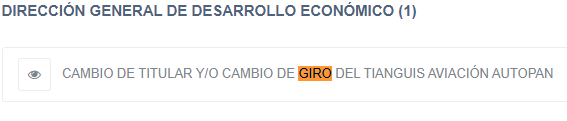 DIRECCIÓN GENERAL DE DESARROLLO ECONÓMICO (1)
CAMBIO DE TITULAR Y/O CAMBIO DE GIRO DEL TIANGUIS AVIACIÓN AUTOPAN